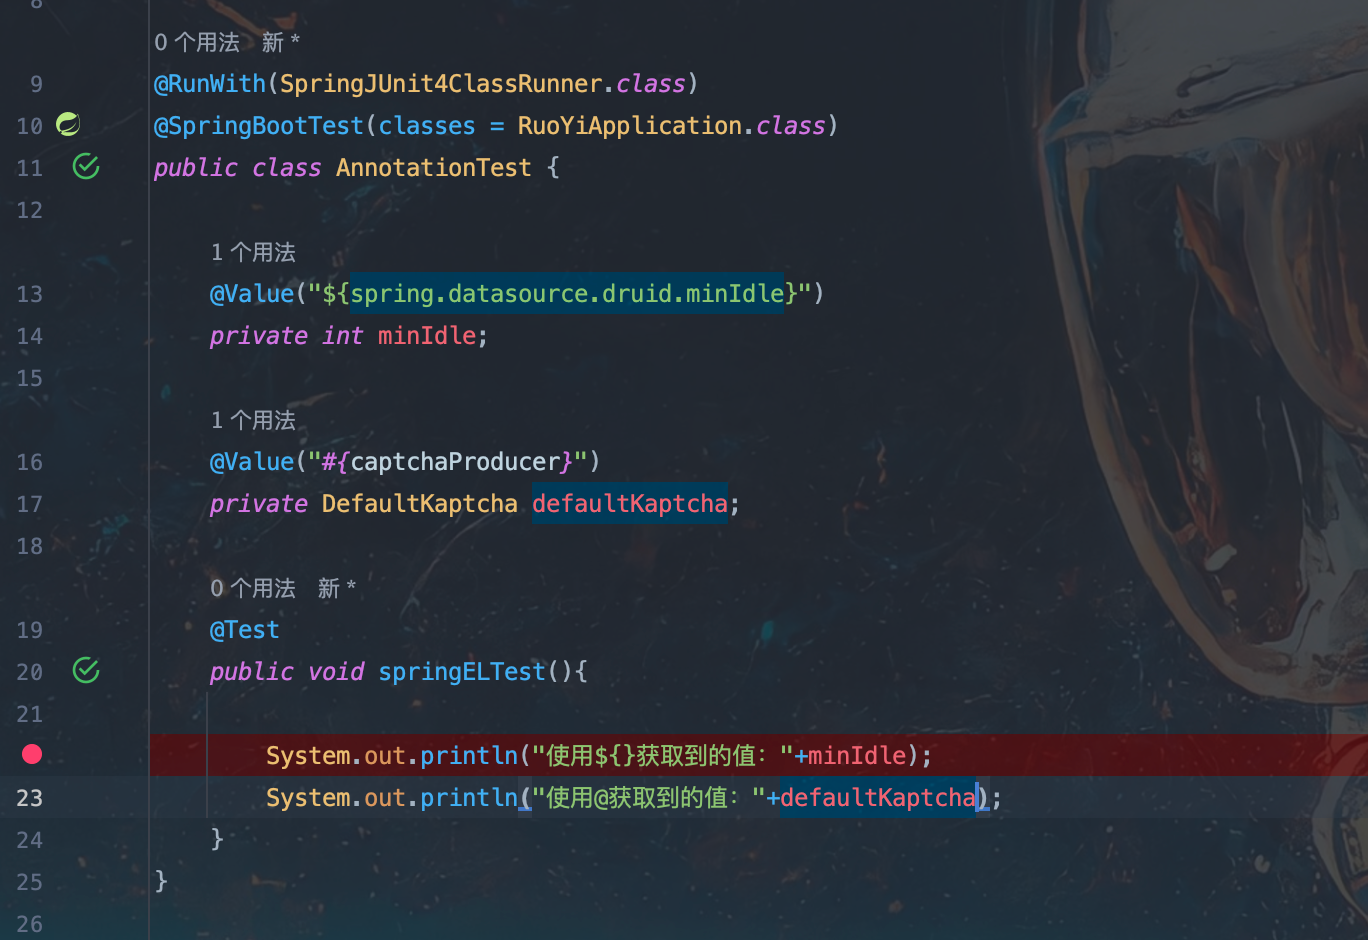 8
0 个用法 新 *
9 @RunWith(SpringJUnit4ClassRunner.class)
10 @SpringBootTest(classes = RuoYiApplication.class)
11 public class AnnotationTest {
12
1 个用法
13 @Value("${spring.datasource.druid.minIdle}")
14 private int minIdle;
15
1 个用法
16 @Value("#{captchaProducer}")
17 private DefaultKaptcha defaultKaptcha;
18
0 个用法 新 *
19 @Test
20 public void springELTest(){
21
System.out.println("使用${}获取到的值："+minIdle);
23 System.out.println("使用@获取到的值："+defaultKaptcha);
24 }
25 }
26